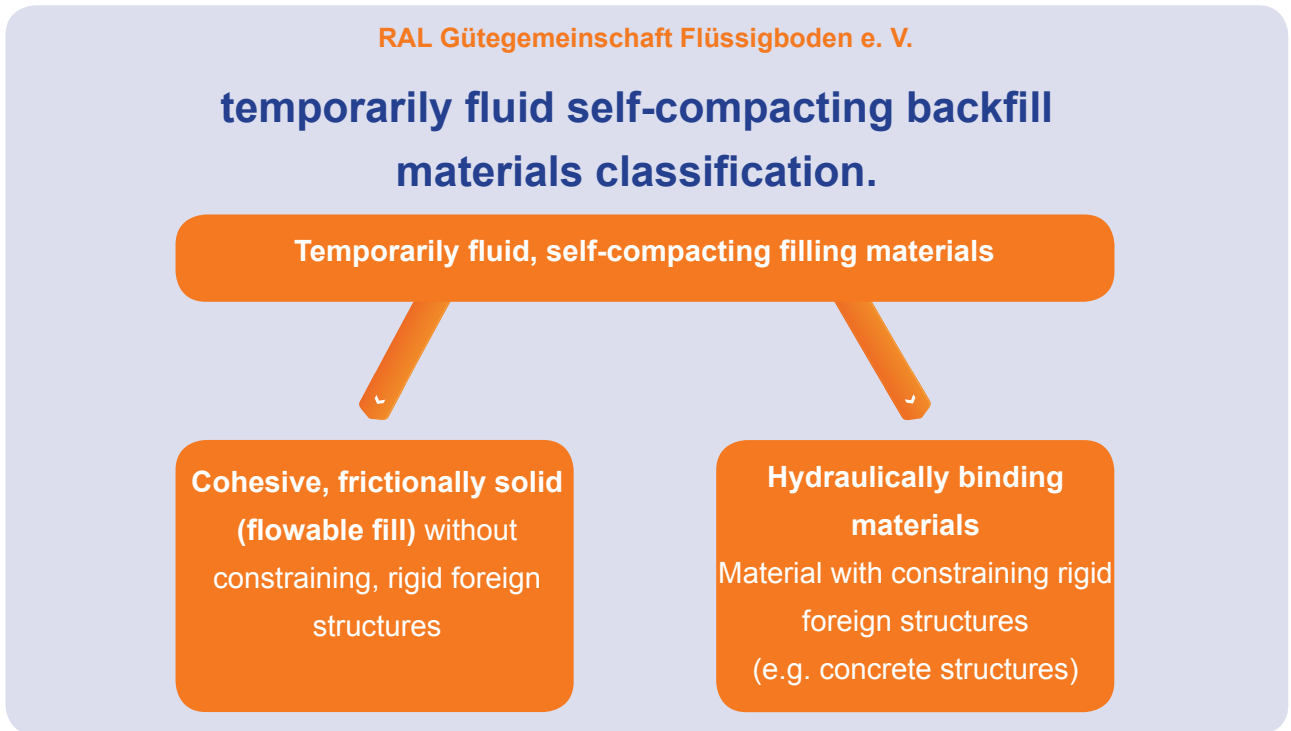 RAL Gütegemeinschaft Flüssigboden e. V.
temporarily fluid self-compacting backfill
materials classification.
Temporarily fluid, self-compacting filling materials
Cohesive, frictionally solid
(flowable fill) without
constraining, rigid foreign
structures
Hydraulically binding
materials
Material with constraining rigid
foreign structures
(e.g. concrete structures)